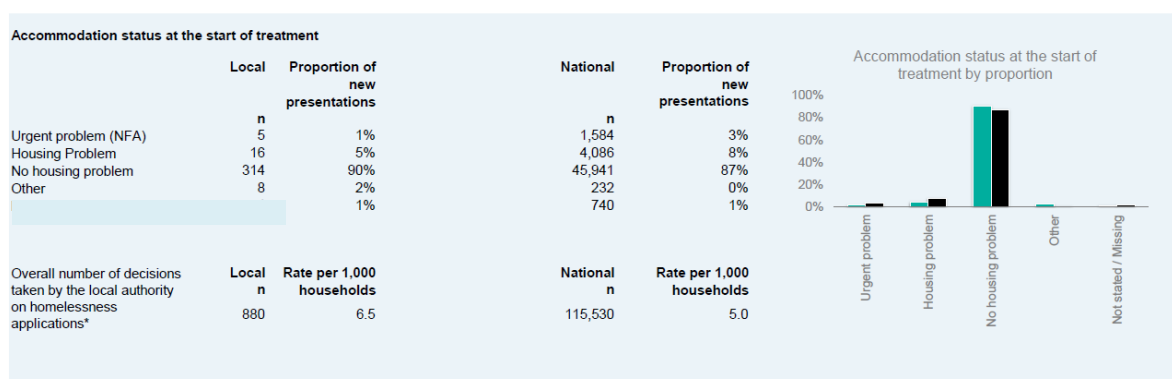 Accommodation status at the start of treatment
Local Proportion of new presentations National Proportion of new presentations
n n
Urgent problem (NFA) 5 1% 1,584 3%
Housing Problem 16 5% 4,086 8%
No housing problem 314 90% 45,941 87%
Other 8 2% 232 0%
1% 740 1%
Overall number of decisions taken by the local authority on homelessness applications*
Local n Rate per 1,000 households National n Rate per 1,000 households
880 6.5 115,530 5.0
Accommodation status at the start of
treatment by proportion
100%
80%
60%
40%
20%
0%
Urgent problem
Housing problem
No housing problem
Other
Not stated / Missing